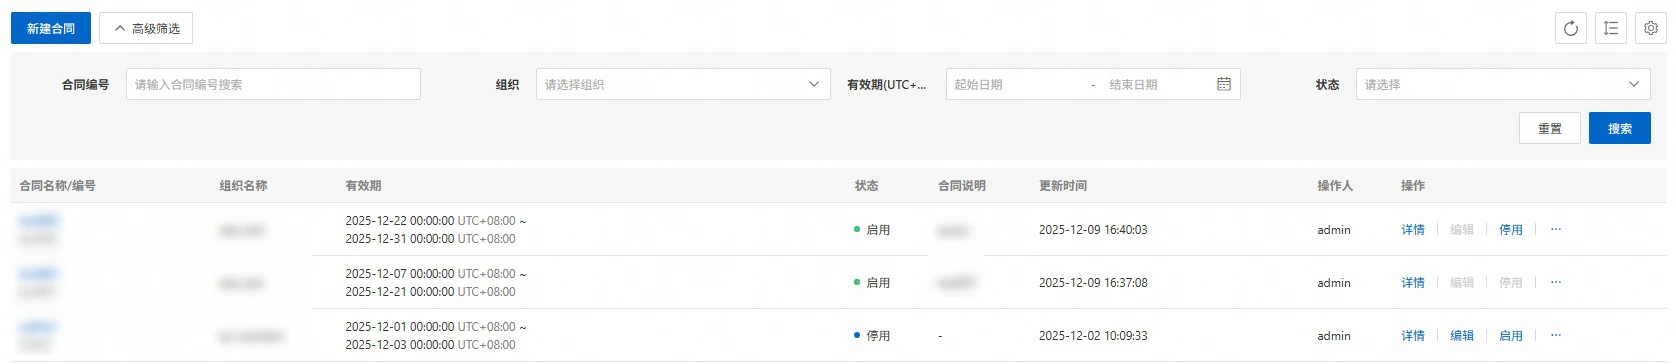 新建合同
高级筛选
合同编号 请输入合同编号搜索 组织 请选择组织 有效期(UTC+... 起始日期 - 结束日期 状态 请选择
重置 搜索
合同名称/编号 组织名称 有效期 状态 合同说明 更新时间 操作人 操作
2025-12-22 00:00:00 UTC+08:00 ~
2025-12-31 00:00:00 UTC+08:00
启用 2025-12-09 16:40:03 admin 详情 编辑 停用 ...
2025-12-07 00:00:00 UTC+08:00 ~
2025-12-21 00:00:00 UTC+08:00
启用 2025-12-09 16:37:08 admin 详情 编辑 停用 ...
2025-12-01 00:00:00 UTC+08:00 ~
2025-12-03 00:00:00 UTC+08:00
停用 - 2025-12-02 10:09:33 admin 详情 编辑 启用 ...